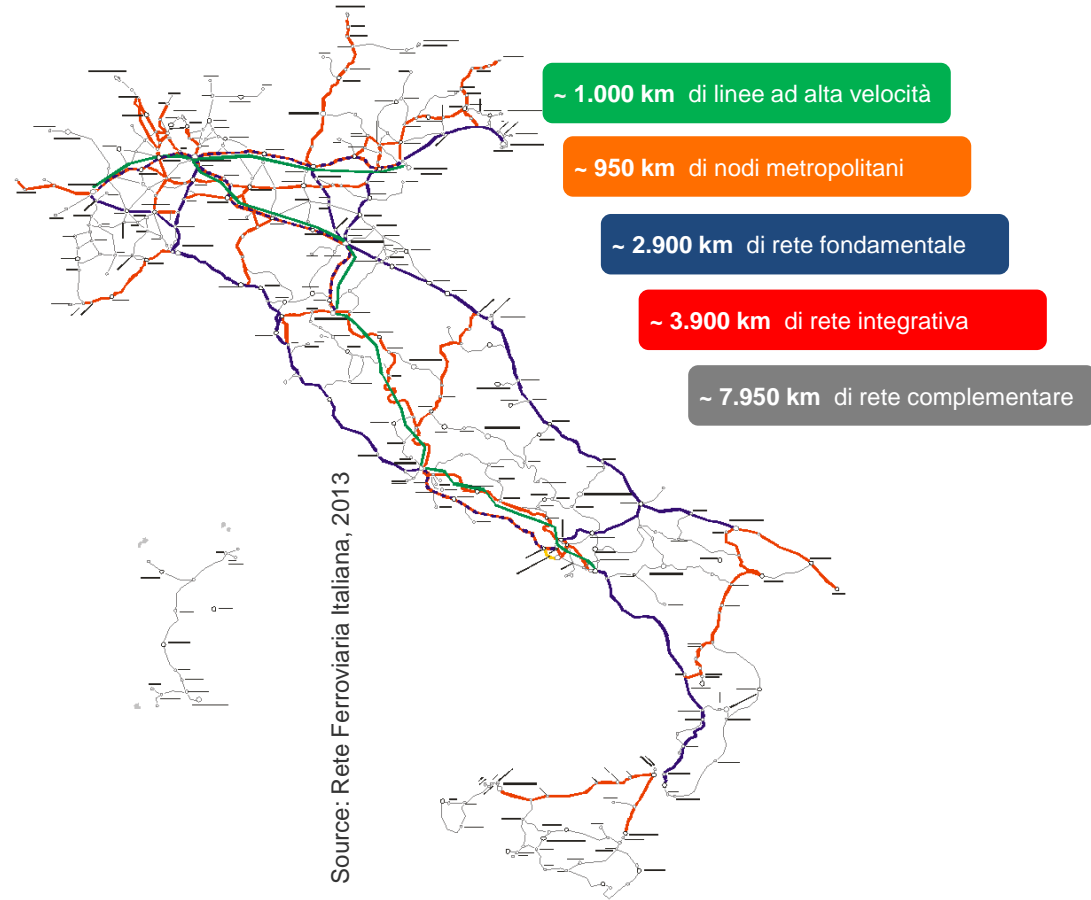 ~ 1.000 km di linee ad alta velocità
~ 950 km di nodi metropolitani
~ 2.900 km di rete fondamentale
~ 3.900 km di rete integrativa
~ 7.950 km di rete complementare
Source: Rete Ferroviaria Italiana, 2013